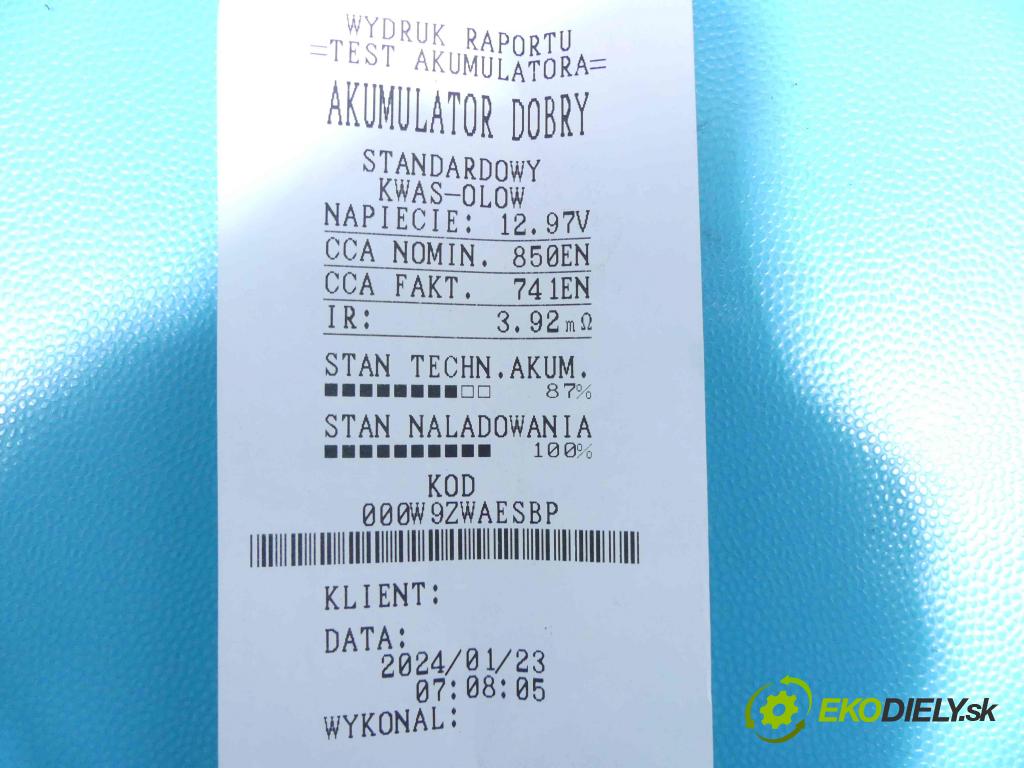 WYDRUK RAPORTU
=TEST AKUMULATORA=
AKUMULATOR DOBRY
STANDARDOWY
KWAS-OLOW
NAPIECIE: 12.97V
CCA NOMIN. 850EN
CCA FAKT. 741EN
IR: 3.92mΩ
STAN TECHN.AKUM.
■■■■■■■■□□ 87%
STAN NALADOWANIA
■■■■■■■■■■ 100%
KOD
000W9ZWAESBP
KLIENT:
DATA:
2024/01/23
07:08:05
WYKONAL:
EKODIELY.sk